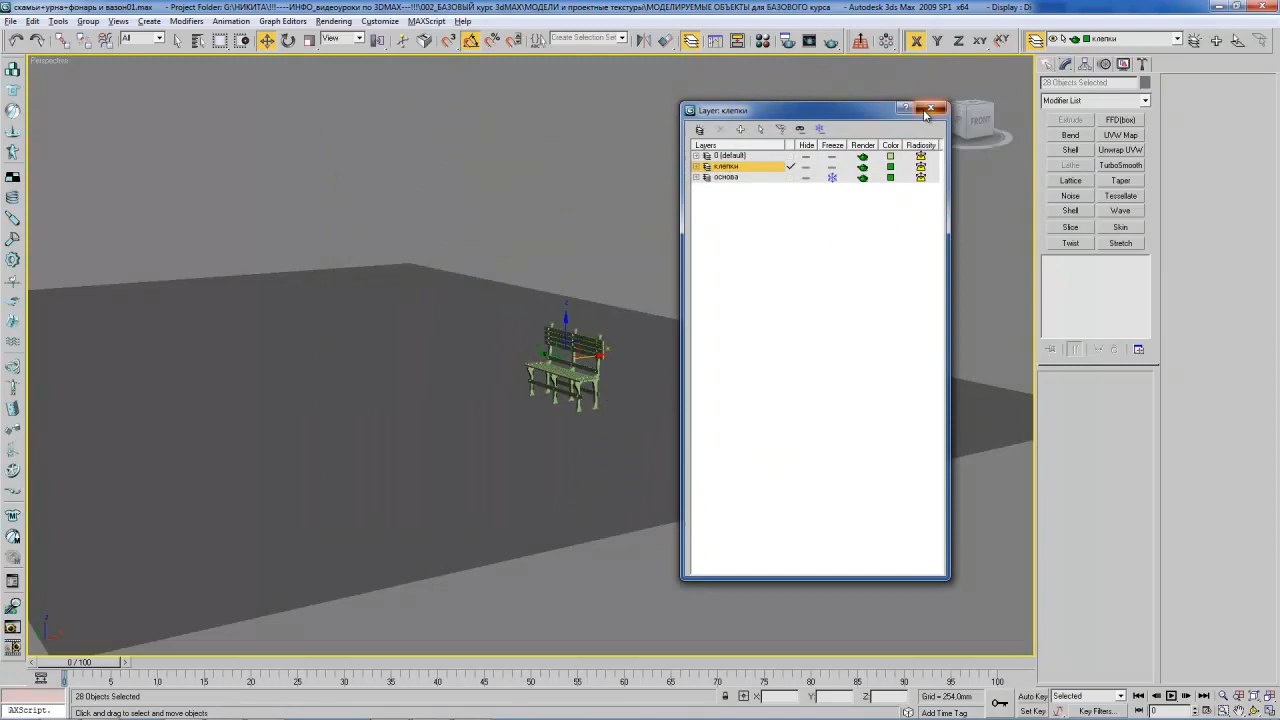 скамьи+урна+фонарь и вазон01.max - Project Folder: G:\НИКИТА\!!!----ИНФО_видеоуроки по 3DMAX---!!!\002_БАЗОВЫЙ курс 3dMAX\МОДЕЛИ и проектные текстуры\МОДЕЛИРУЕМЫЕ ОБЪЕКТЫ для БАЗОВОГО курса - Autodesk 3ds Max 2009 SP1 x64 - Display : Di
File Edit Tools Group Views Create Modifiers Animation Graph Editors Rendering Customize MAXScript Help
All View Create Selection Set X Y Z XY клепки
Perspective
28 Objects Selected
Modifier List
Extrude FFD(box)
Bend UVW Map
Shell Unwrap UVW
Lathe TurboSmooth
Lattice Taper
Noise Tessellate
Shell Wave
Slice Skin
Twist Stretch
FRONT
Layer: клепки
Layers Hide Freeze Render Color Radiosity
0 (default)
клепки
основа
z
x
0 / 100
0 5 10 15 20 25 30 35 40 45 50 55 60 65 70 75 80 85 90 95 100
28 Objects Selected X: Y: Z: Grid = 254,0mm Auto Key Selected
AXScript. Click and drag to select and move objects Add Time Tag Set Key Key Filters... 0